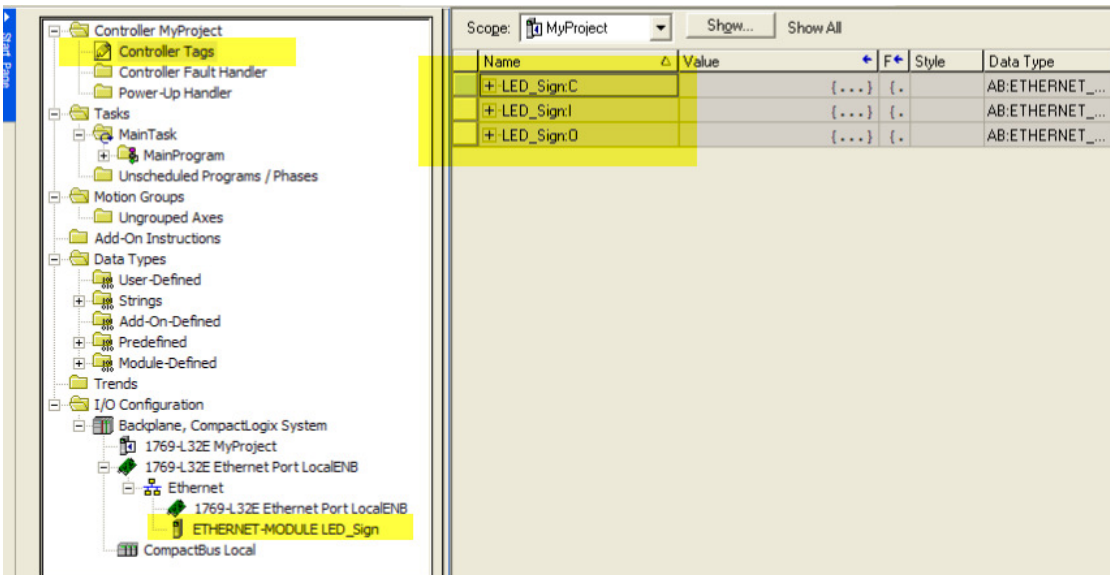 Start Page
Controller MyProject
Controller Tags
Controller Fault Handler
Power-Up Handler
Tasks
MainTask
MainProgram
Unscheduled Programs / Phases
Motion Groups
Ungrouped Axes
Add-On Instructions
Data Types
User-Defined
Strings
Add-On-Defined
Predefined
Module-Defined
Trends
I/O Configuration
Backplane, CompactLogix System
1769-L32E MyProject
1769-L32E Ethernet Port LocalENB
Ethernet
1769-L32E Ethernet Port LocalENB
ETHERNET-MODULE LED_Sign
CompactBus Local
Scope: MyProject Show... Show All
Name Value F Style Data Type
LED_Sign:C {...} {. AB:ETHERNET_...
LED_Sign:I {...} {. AB:ETHERNET_...
LED_Sign:O {...} {. AB:ETHERNET_...